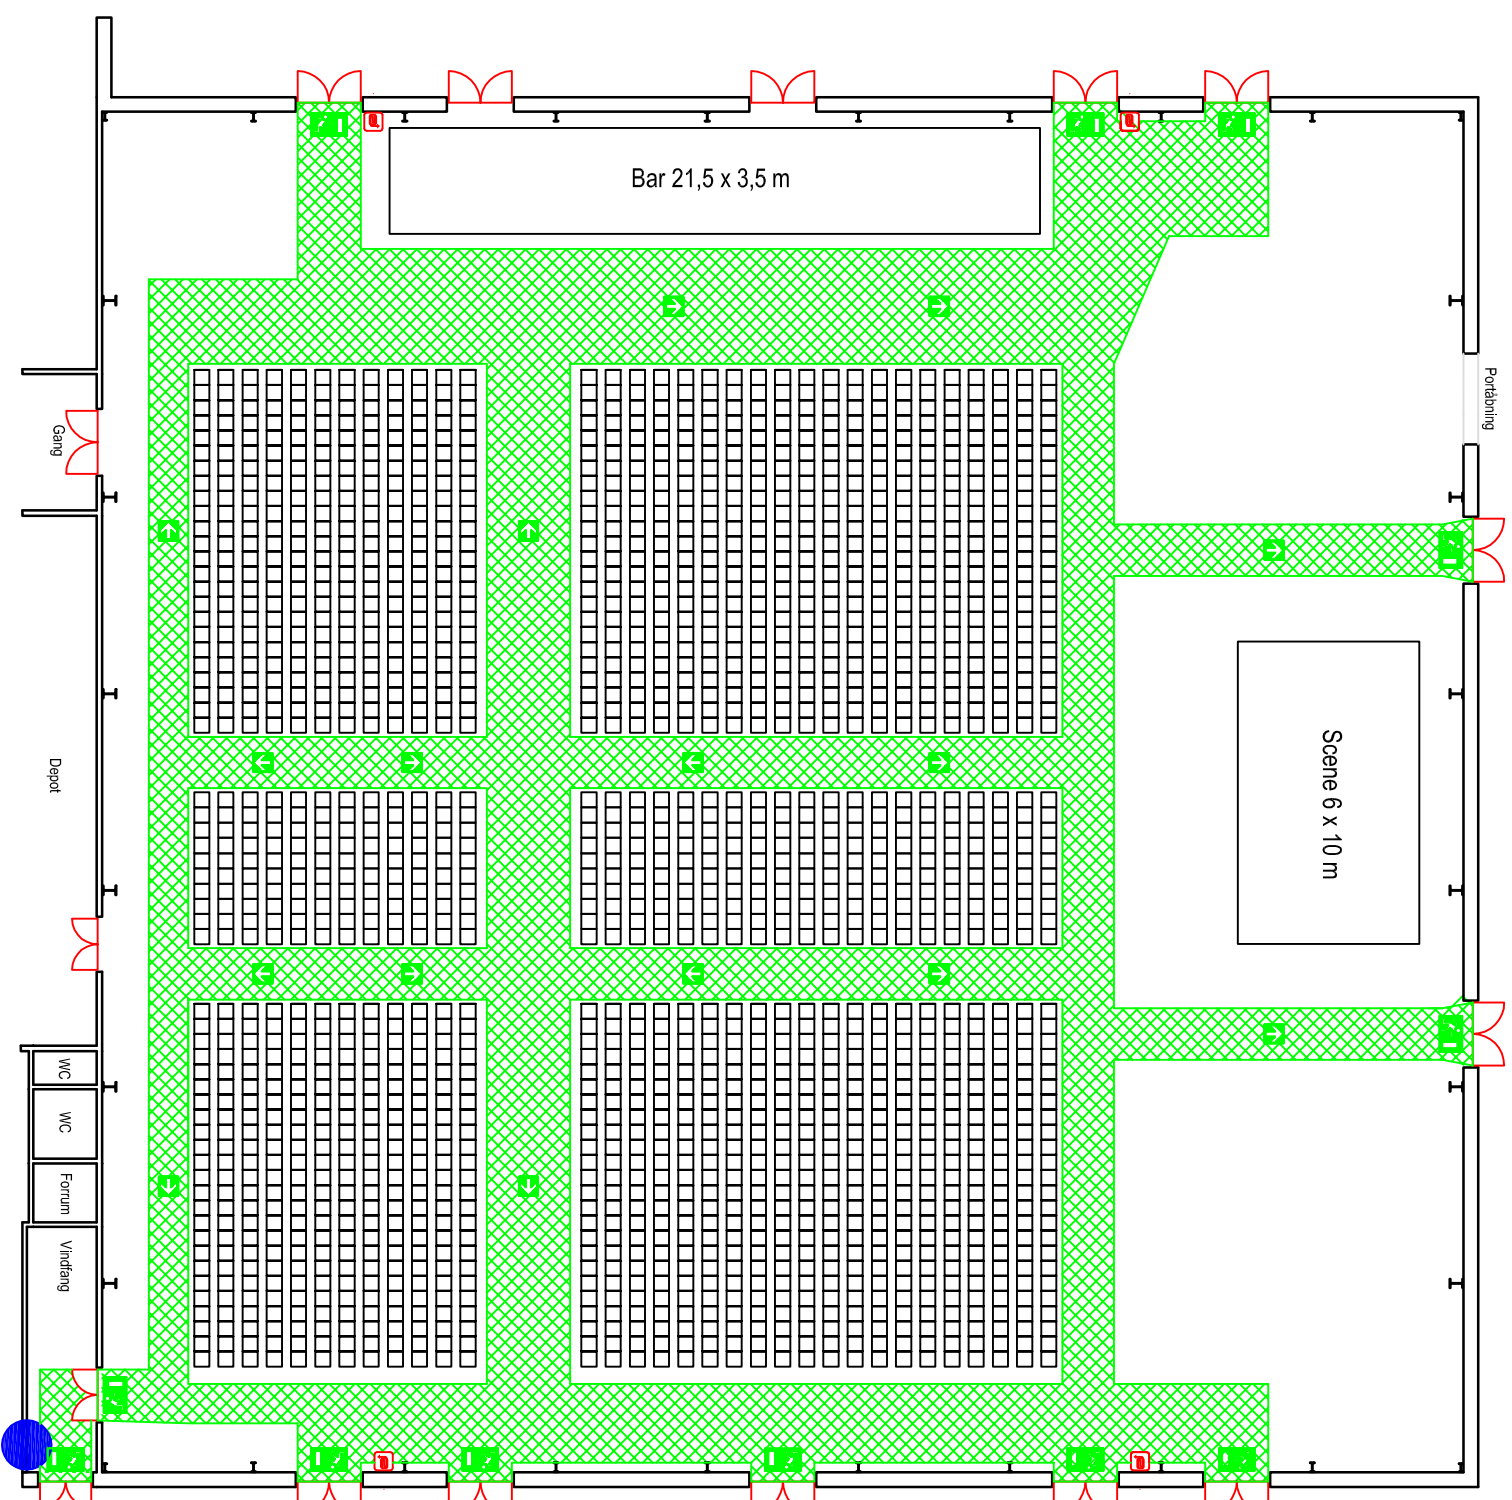 Bar 21,5 x 3,5 m
Portåbning
Gang
Scene 6 x 10 m
Depot
WC
WC
Forrum
Vindfang